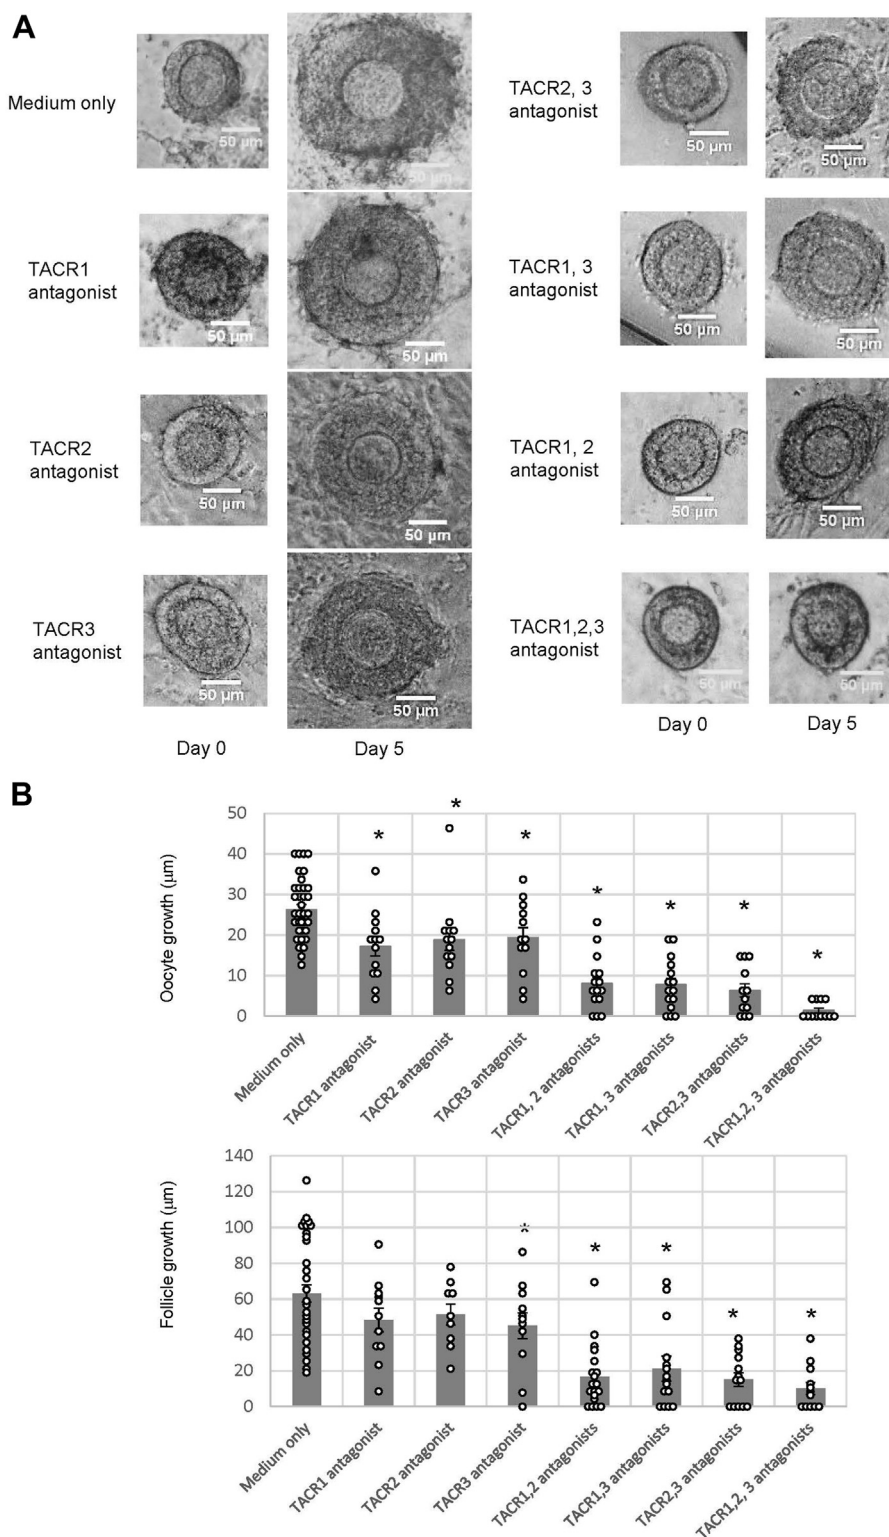 A
Medium only
50 µm
50 µm
TACR1
antagonist
50 µm
50 µm
TACR2
antagonist
50 µm
50 µm
TACR3
antagonist
50 µm
50 µm
Day 0
Day 5
TACR2, 3
antagonist
50 µm
50 µm
TACR1, 3
antagonist
50 µm
50 µm
TACR1, 2
antagonist
50 µm
50 µm
TACR1,2,3
antagonist
50 µm
50 µm
Day 0
Day 5
B
Oocyte growth (µm)
50
40
30
20
10
0
* * * * * * *
Medium only
TACR1 antagonist
TACR2 antagonist
TACR3 antagonist
TACR1, 2 antagonists
TACR1, 3 antagonists
TACR2,3 antagonists
TACR1,2, 3 antagonists
Follicle growth (µm)
140
120
100
80
60
40
20
0
* * * * *
Medium only
TACR1 antagonist
TACR2 antagonist
TACR3 antagonist
TACR1,2 antagonists
TACR1,3 antagonists
TACR2,3 antagonists
TACR1,2, 3 antagonists